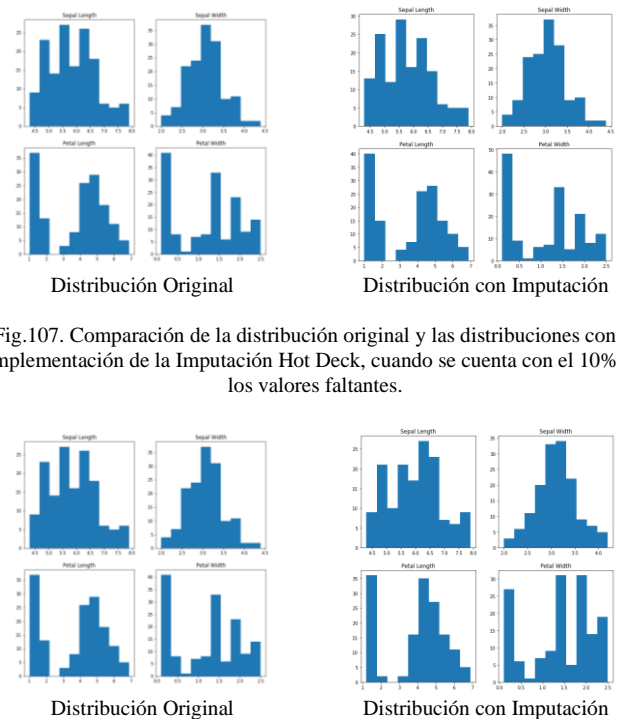 Sepal Length
Sepal Width
Petal Length
Petal Width
Distribución Original
Sepal Length
Sepal Width
Petal Length
Petal Width
Distribución con Imputación
Fig.107. Comparación de la distribución original y las distribuciones con
mplementación de la Imputación Hot Deck, cuando se cuenta con el 10%
los valores faltantes.
Sepal Length
Sepal Width
Petal Length
Petal Width
Distribución Original
Sepal Length
Sepal Width
Petal Length
Petal Width
Distribución con Imputación